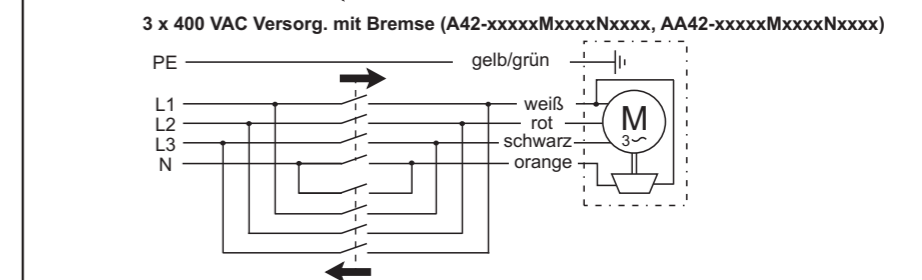 3 x 400 VAC Versorg. mit Bremse (A42-xxxxxMxxxxNxxxx, AA42-xxxxxMxxxxNxxxx)
PE gelb/grün
L1 weiß
L2 rot
L3 schwarz
N orange
M
3~